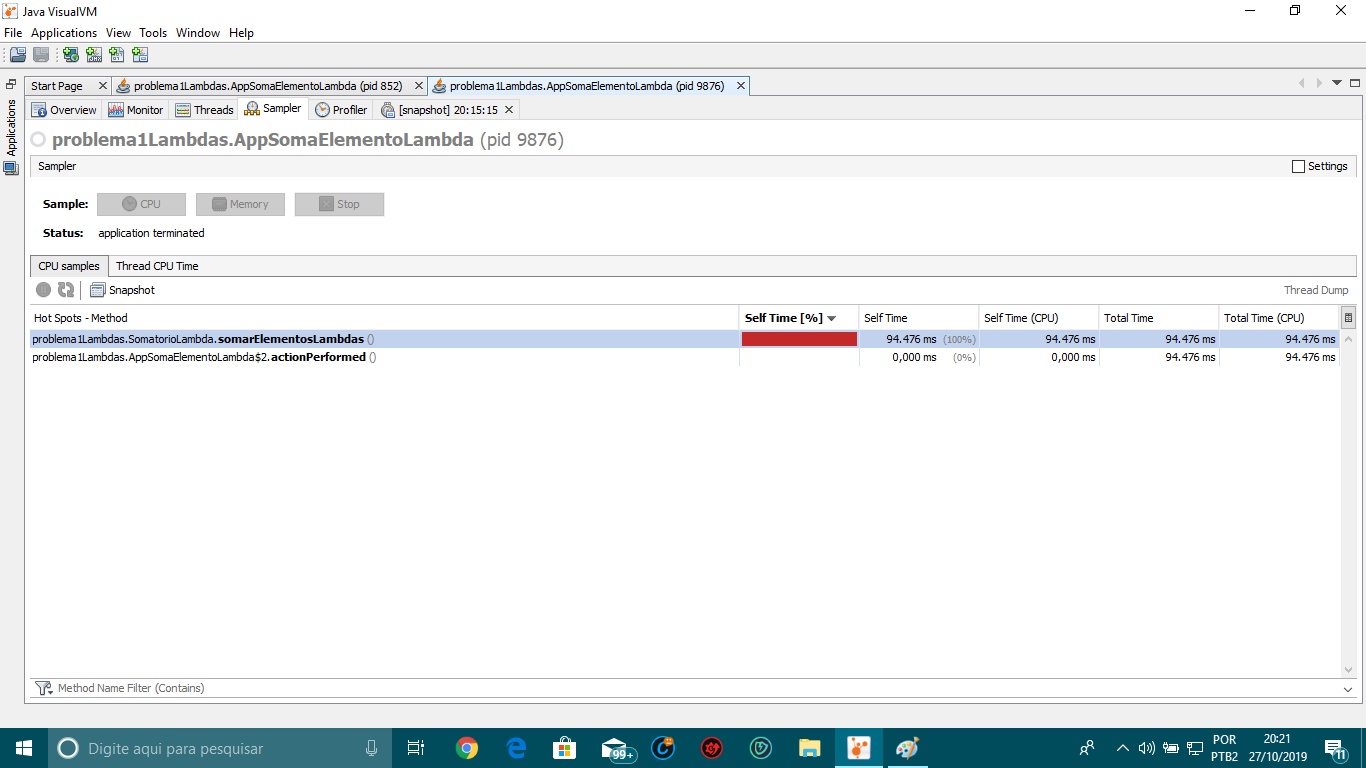 Java VisualVM
File Applications View Tools Window Help
Start Page problema1Lambdas.AppSomaElementoLambda (pid 852) problema1Lambdas.AppSomaElementoLambda (pid 9876)
Applications
Overview Monitor Threads Sampler Profiler [snapshot] 20:15:15
problema1Lambdas.AppSomaElementoLambda (pid 9876)
Sampler Settings
Sample: CPU Memory Stop
Status: application terminated
CPU samples Thread CPU Time
Snapshot Thread Dump
Hot Spots - Method Self Time [%] Self Time Self Time (CPU) Total Time Total Time (CPU)
problema1Lambdas.SomatorioLambda.somarElementosLambdas () 94.476 ms (100%) 94.476 ms 94.476 ms 94.476 ms
problema1Lambdas.AppSomaElementoLambda$2.actionPerformed () 0,000 ms (0%) 0,000 ms 94.476 ms 94.476 ms
Method Name Filter (Contains)
Digite aqui para pesquisar 99+ POR 20:21
PTB2 27/10/2019 11